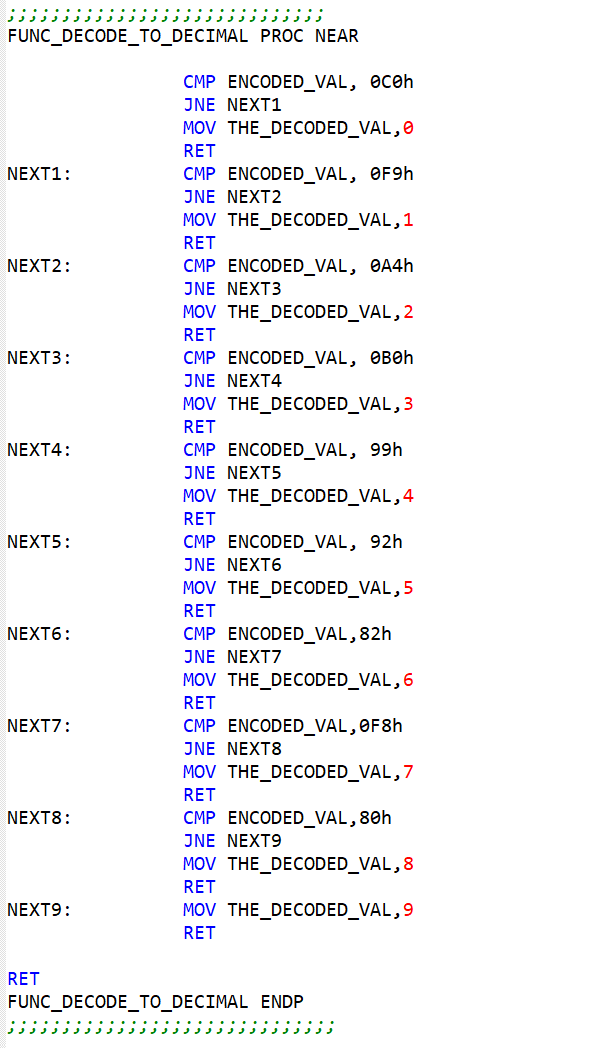 ;;;;;;;;;;;;;;;;;;;;;;;;;;;;;
FUNC_DECODE_TO_DECIMAL PROC NEAR
CMP ENCODED_VAL, 0C0h
JNE NEXT1
MOV THE_DECODED_VAL,0
RET
NEXT1: CMP ENCODED_VAL, 0F9h
JNE NEXT2
MOV THE_DECODED_VAL,1
RET
NEXT2: CMP ENCODED_VAL, 0A4h
JNE NEXT3
MOV THE_DECODED_VAL,2
RET
NEXT3: CMP ENCODED_VAL, 0B0h
JNE NEXT4
MOV THE_DECODED_VAL,3
RET
NEXT4: CMP ENCODED_VAL, 99h
JNE NEXT5
MOV THE_DECODED_VAL,4
RET
NEXT5: CMP ENCODED_VAL, 92h
JNE NEXT6
MOV THE_DECODED_VAL,5
RET
NEXT6: CMP ENCODED_VAL,82h
JNE NEXT7
MOV THE_DECODED_VAL,6
RET
NEXT7: CMP ENCODED_VAL,0F8h
JNE NEXT8
MOV THE_DECODED_VAL,7
RET
NEXT8: CMP ENCODED_VAL,80h
JNE NEXT9
MOV THE_DECODED_VAL,8
RET
NEXT9: MOV THE_DECODED_VAL,9
RET
RET
FUNC_DECODE_TO_DECIMAL ENDP
;;;;;;;;;;;;;;;;;;;;;;;;;;;;;;